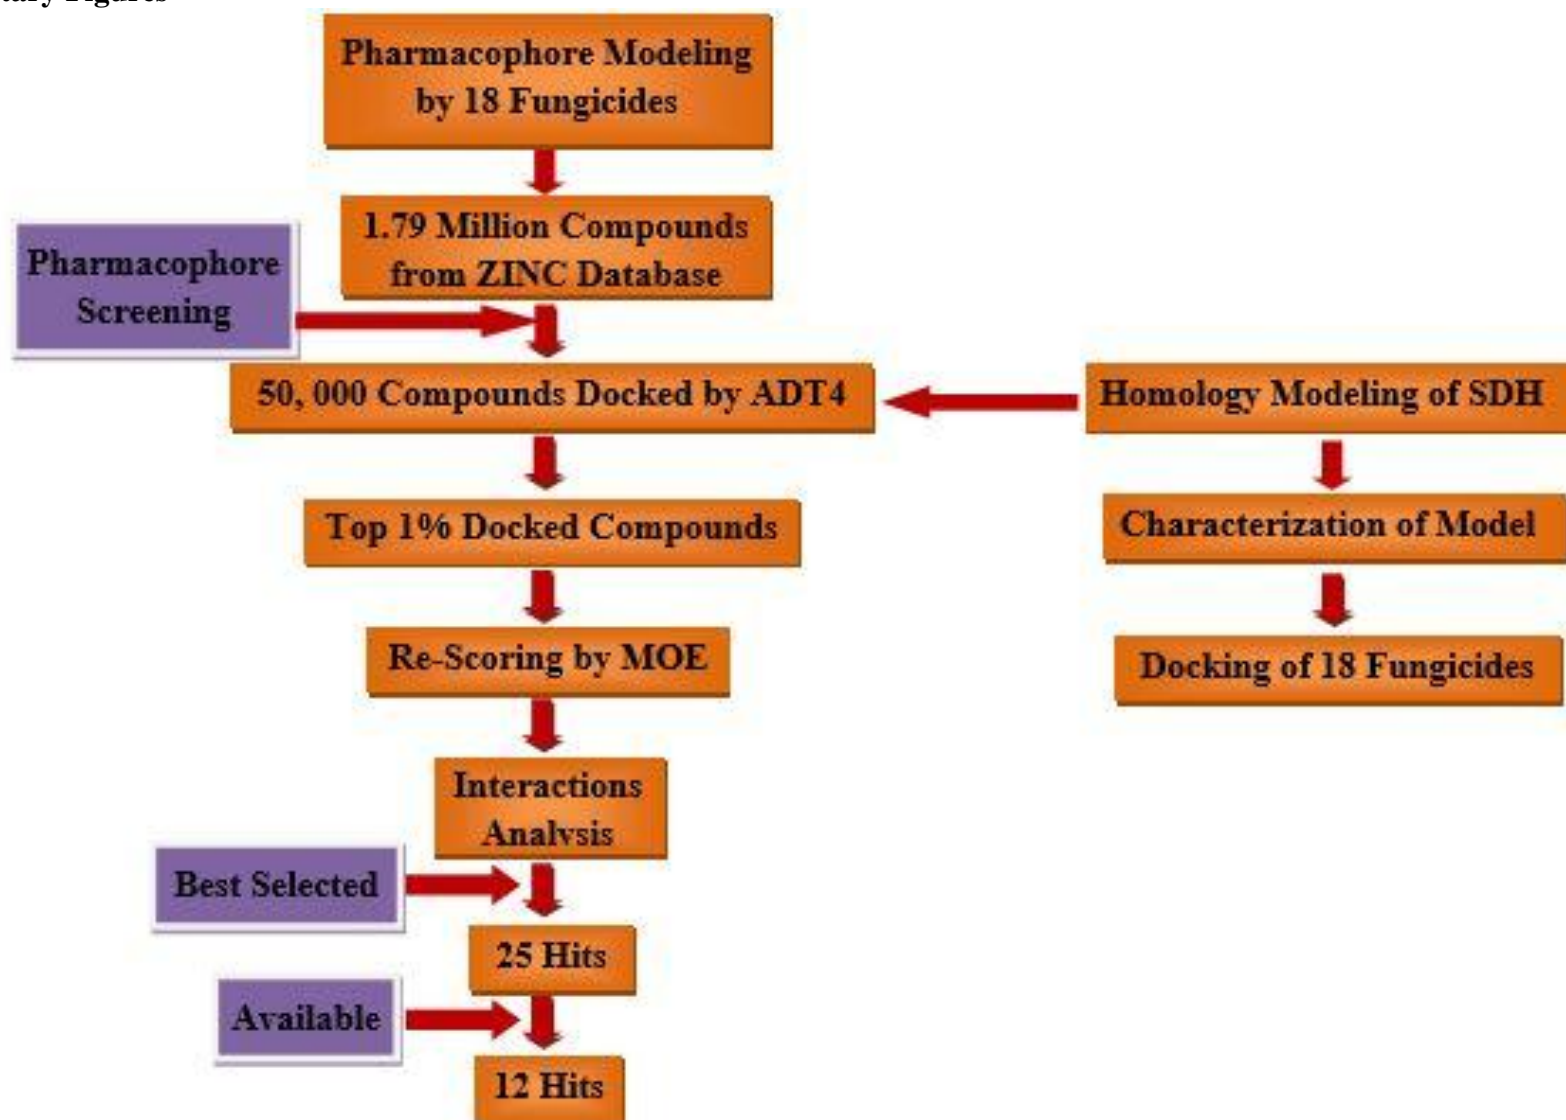 tary Figures
Pharmacophore Modeling
by 18 Fungicides
1.79 Million Compounds
from ZINC Database
Pharmacophore
Screening
50, 000 Compounds Docked by ADT4
Homology Modeling of SDH
Top 1% Docked Compounds
Characterization of Model
Re-Scoring by MOE
Docking of 18 Fungicides
Interactions
Analysis
Best Selected
25 Hits
Available
12 Hits